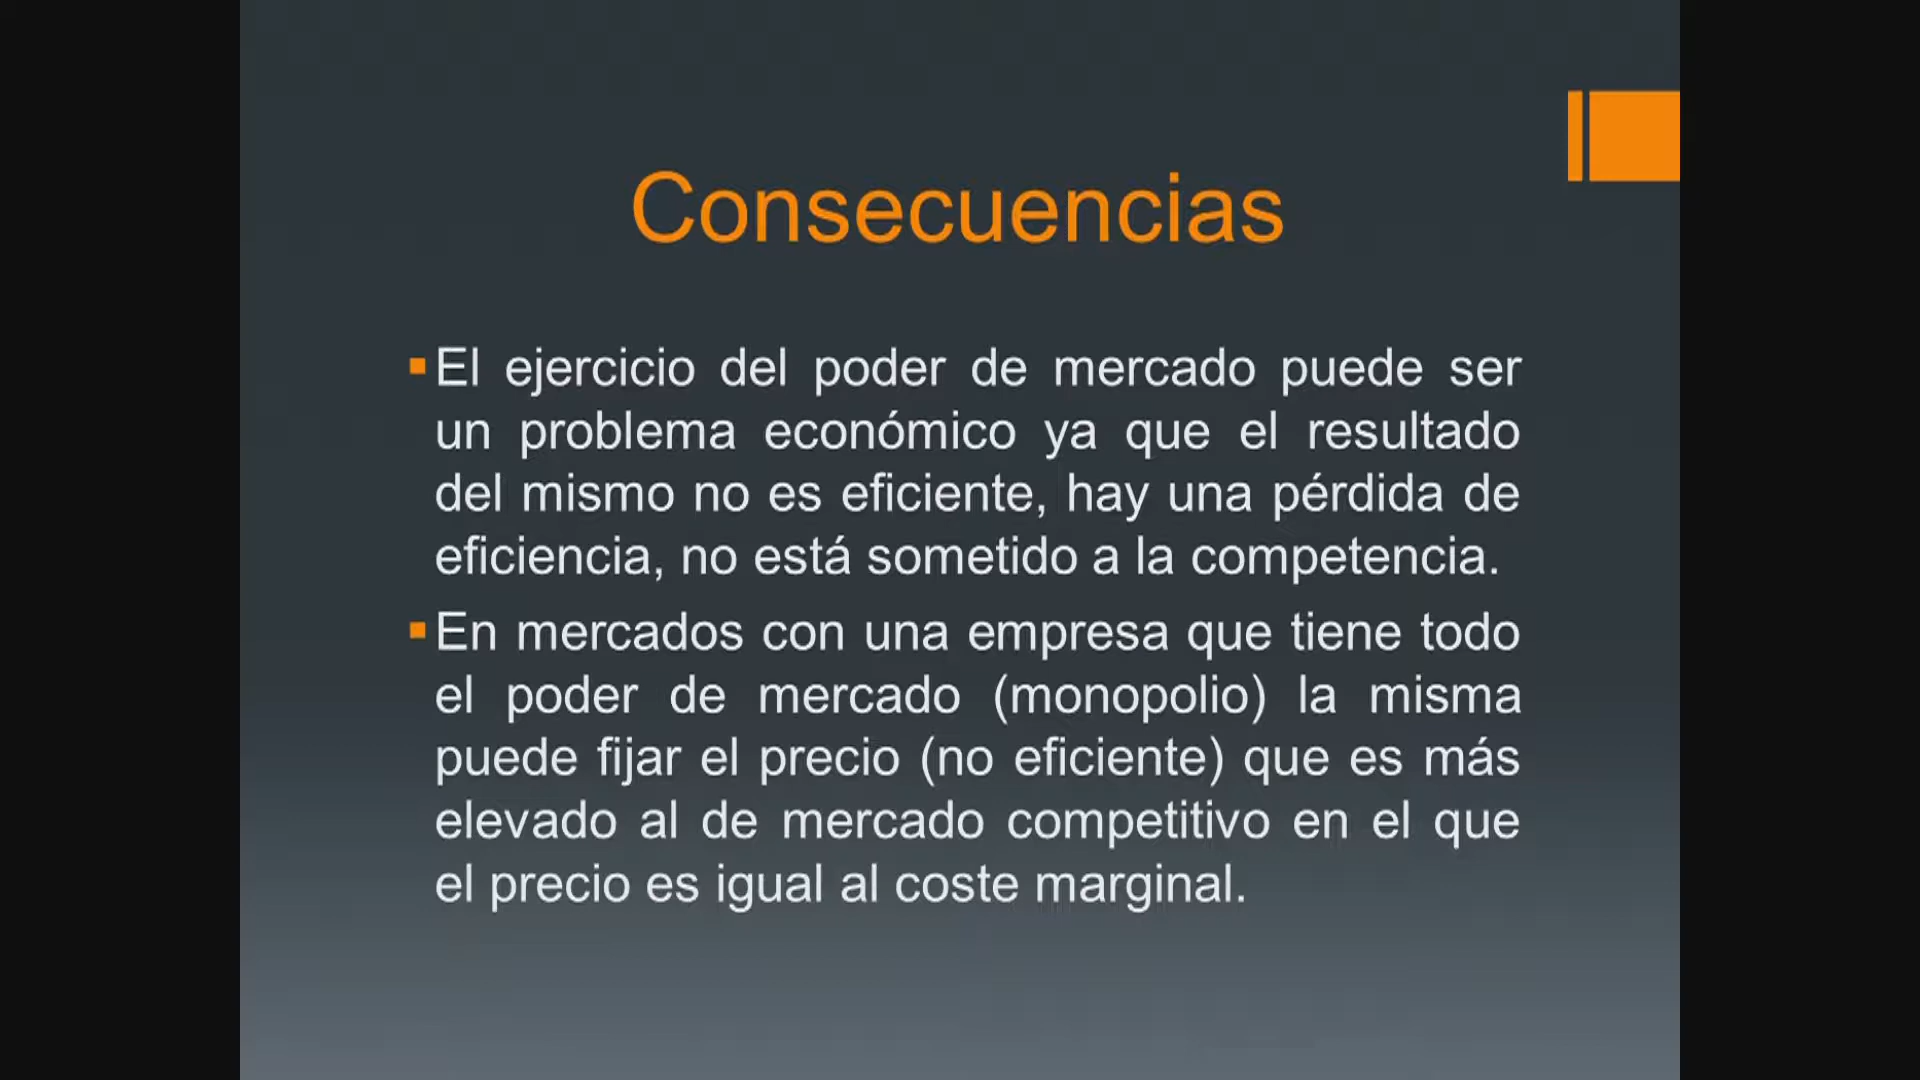 Consecuencias
El ejercicio del poder de mercado puede ser
un problema económico ya que el resultado
del mismo no es eficiente, hay una pérdida de
eficiencia, no está sometido a la competencia.
En mercados con una empresa que tiene todo
el poder de mercado (monopolio) la misma
puede fijar el precio (no eficiente) que es más
elevado al de mercado competitivo en el que
el precio es igual al coste marginal.